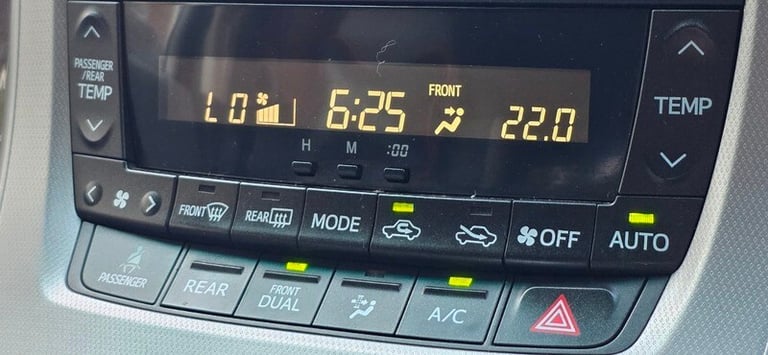 PASSENGER
/REAR
TEMP
LO
6:25
FRONT
22.0
TEMP
H
M
:00
FRONT
REAR
MODE
OFF
AUTO
PASSENGER
REAR
FRONT
DUAL
A/C